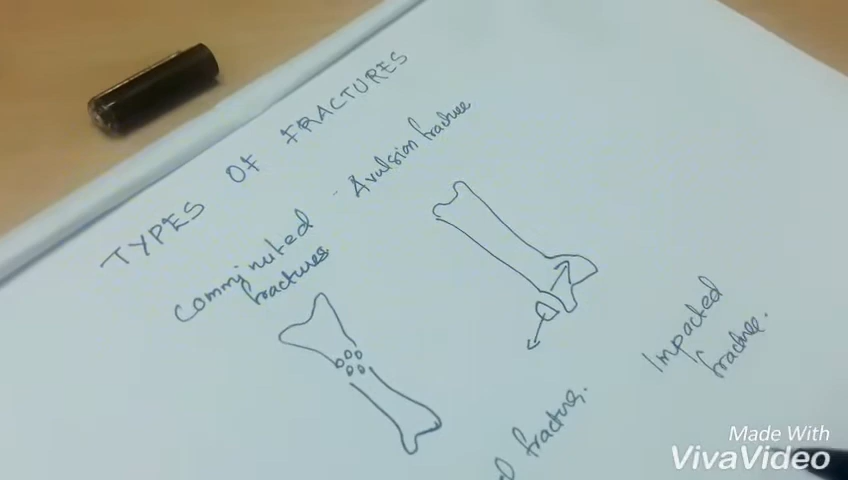 TYPES OF FRACTURES
Comminuted
fractures
- Avulsion fracture
Impacted
fracture.
fracture.
Made With
VivaVideo